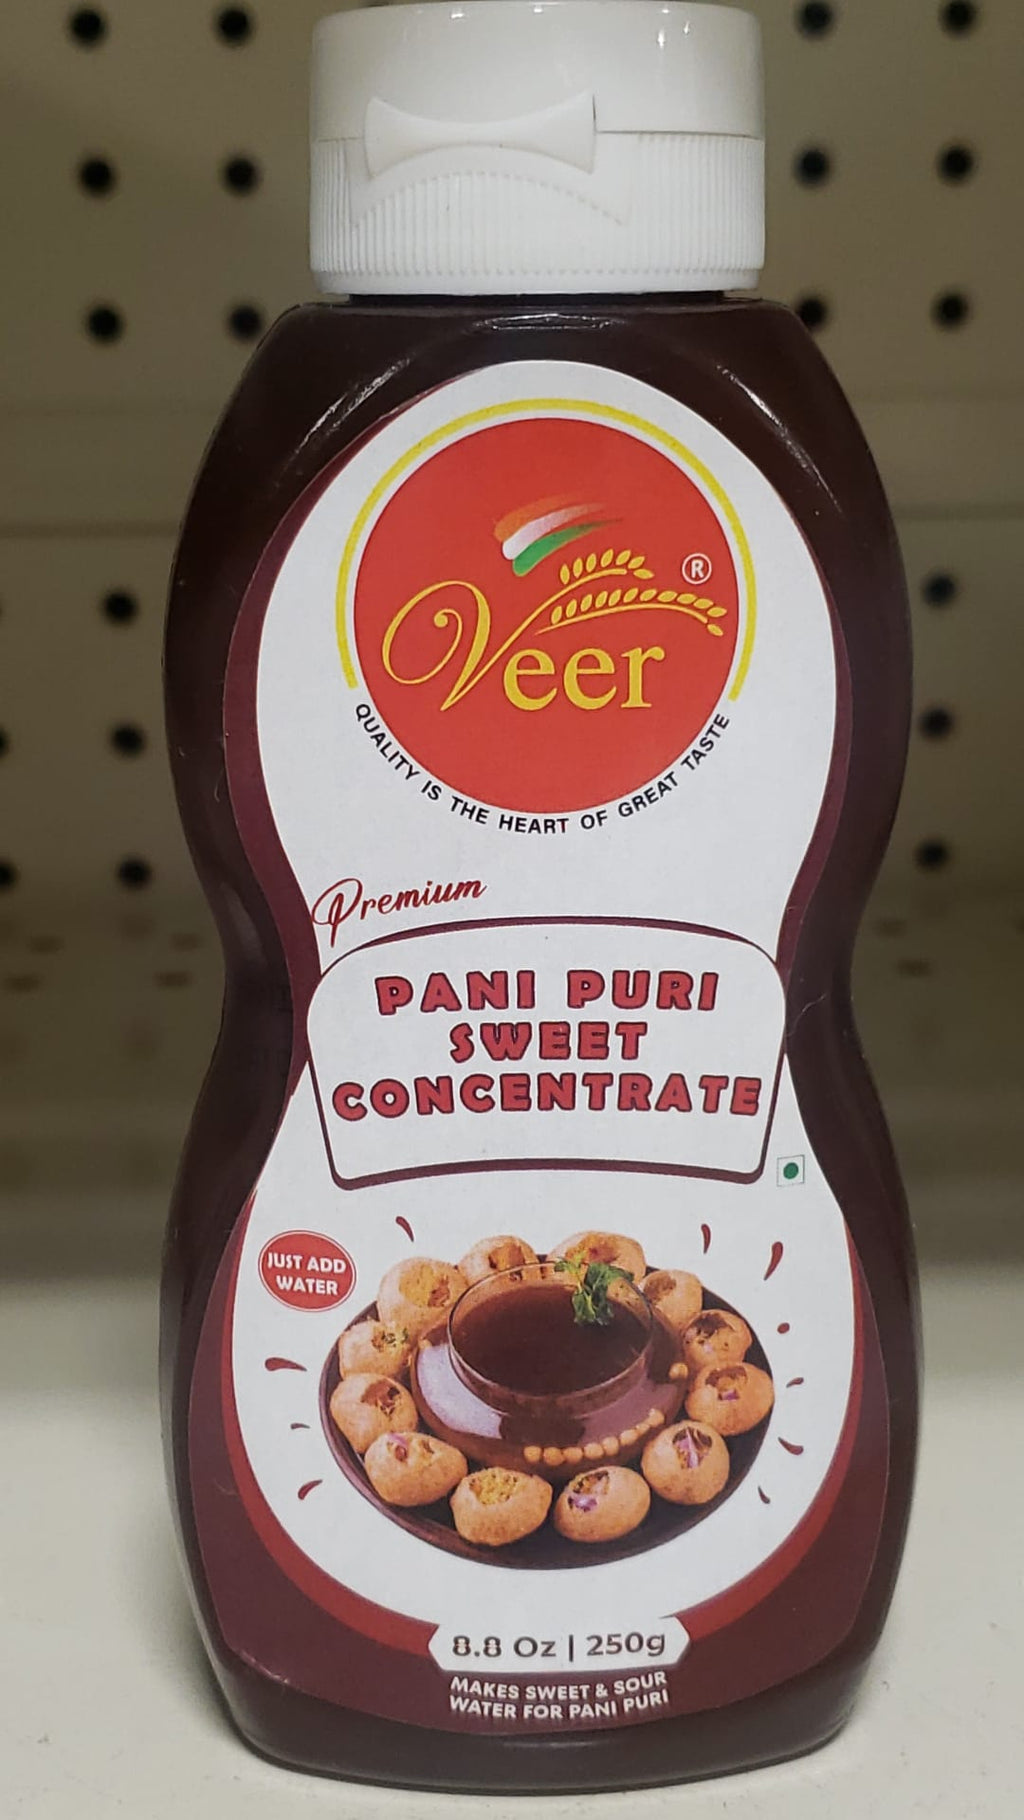 Veer ®
QUALITY IS THE HEART OF GREAT TASTE
Premium
PANI PURI
SWEET
CONCENTRATE
JUST ADD
WATER
8.8 Oz | 250g
MAKES SWEET & SOUR
WATER FOR PANI PURI